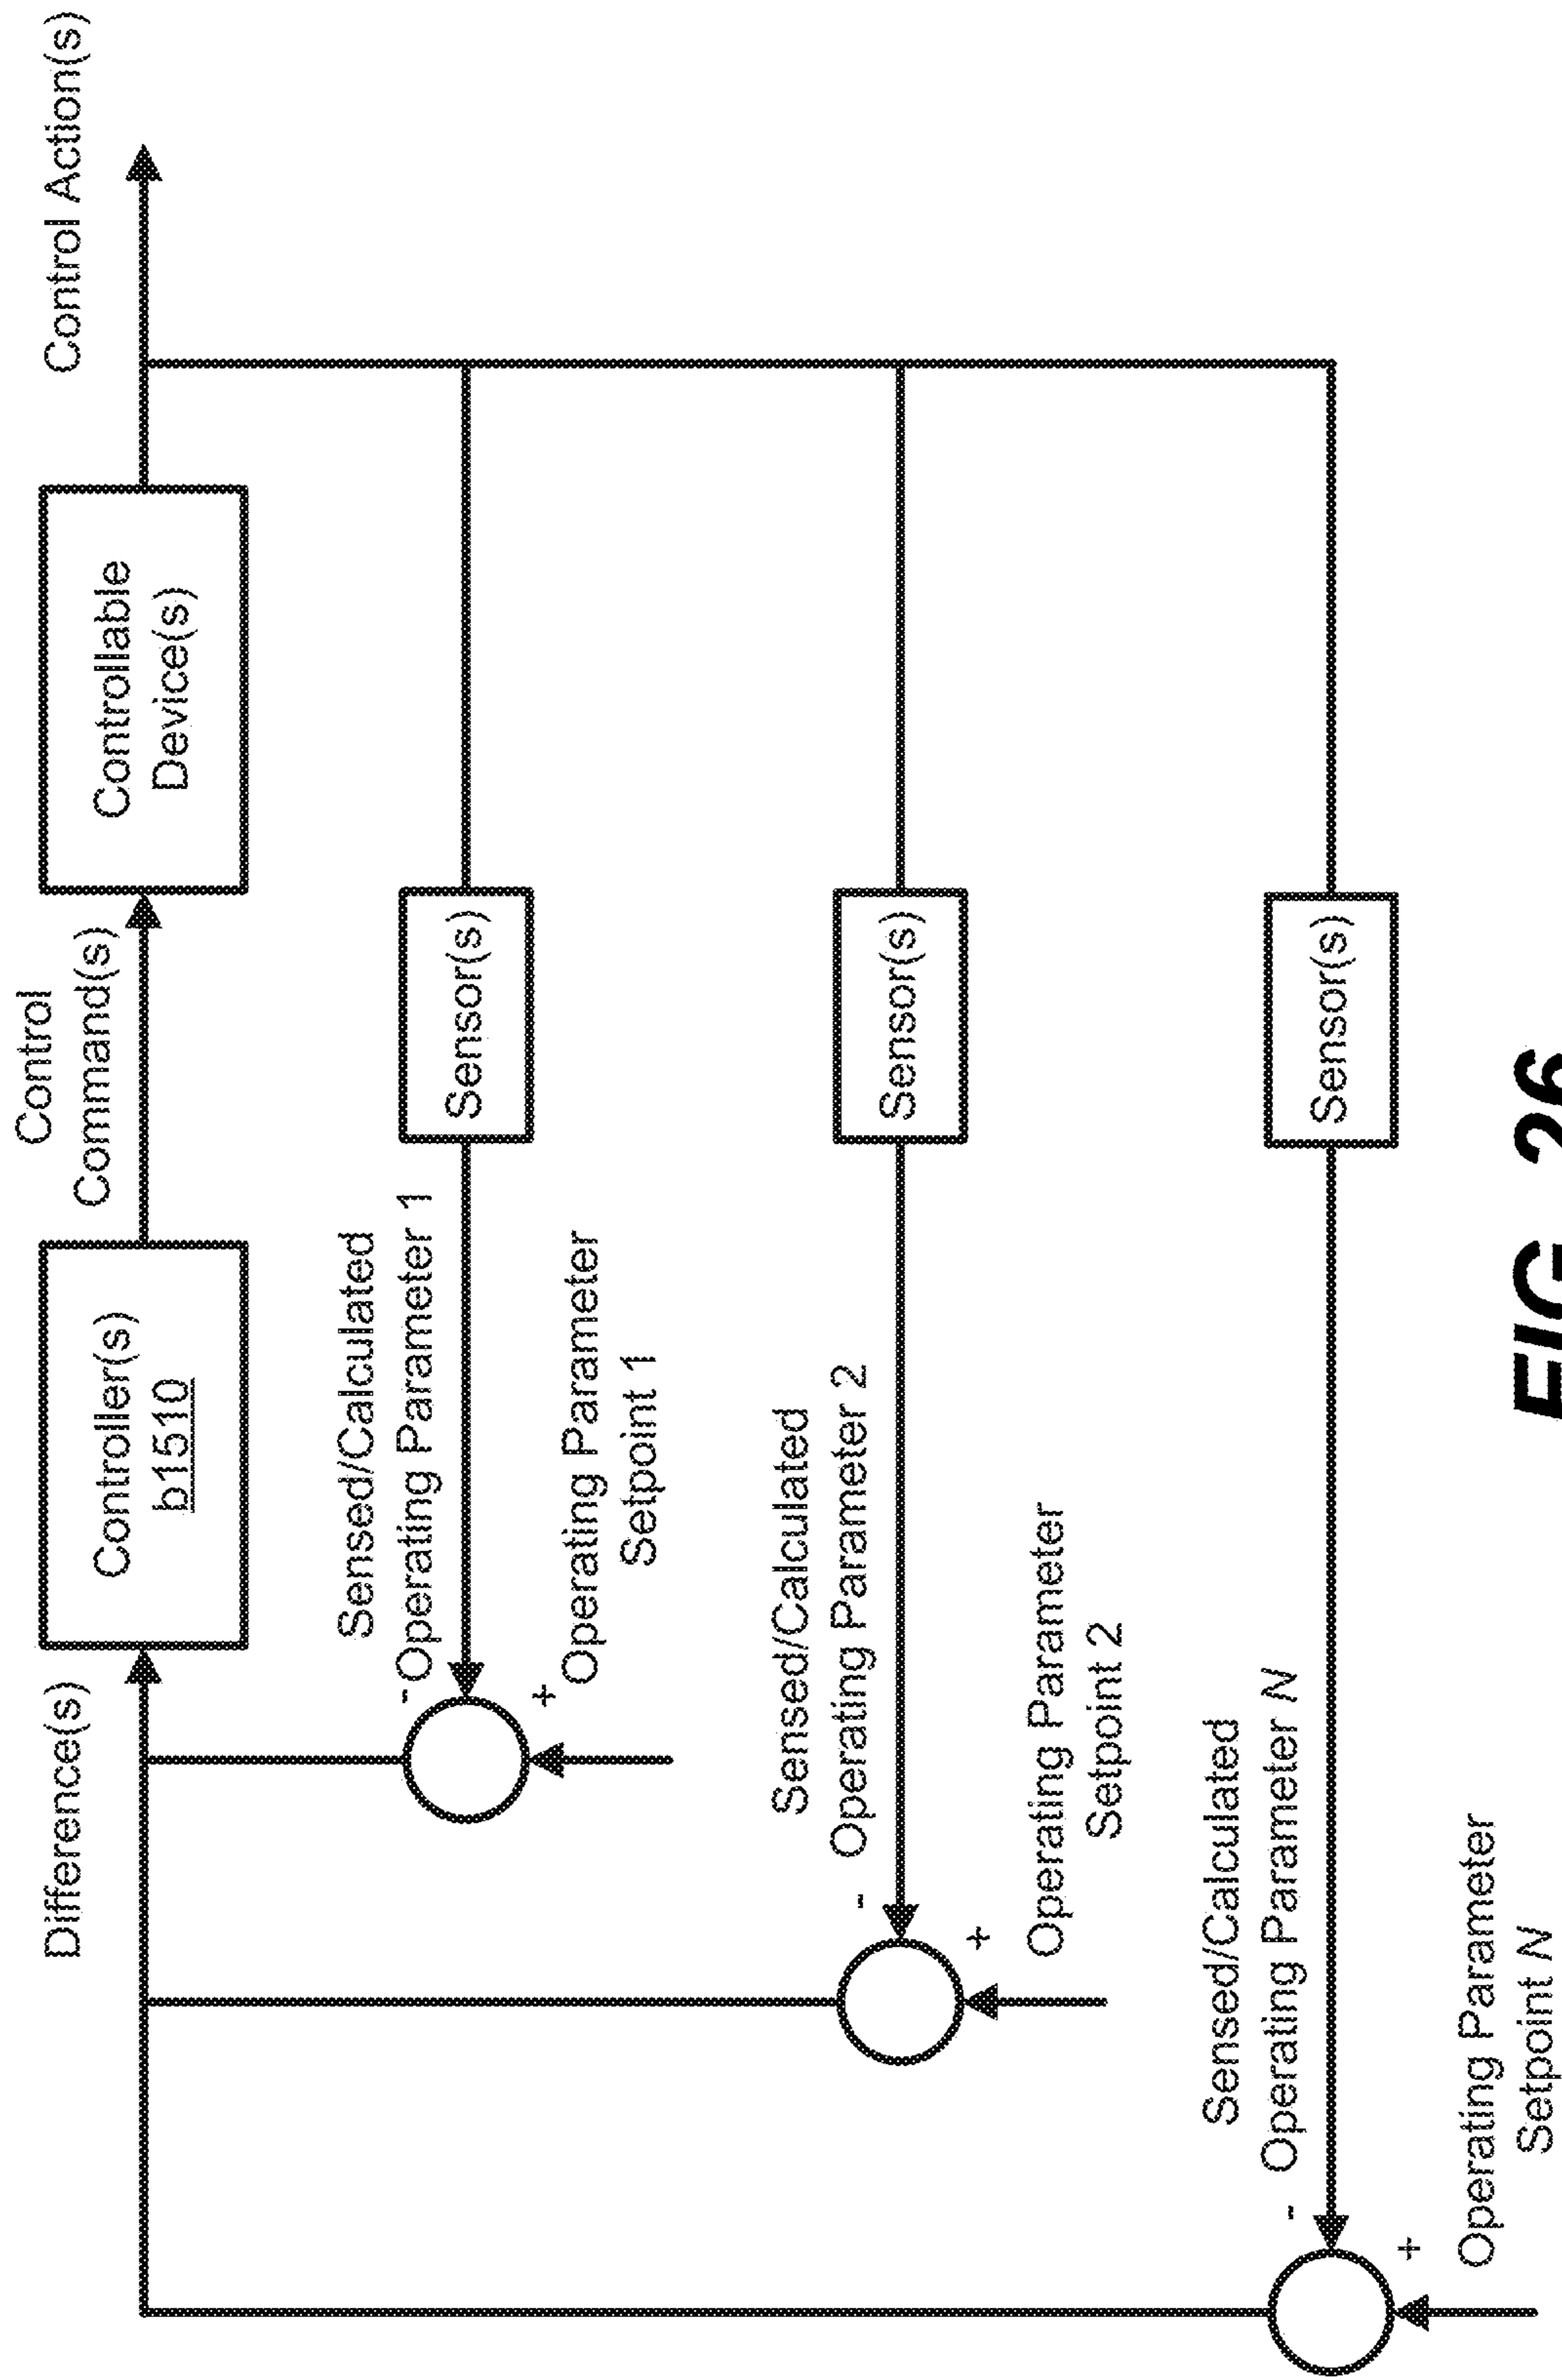 Difference(s)
Controller(s)
b1510
Control
Command(s)
Controllable
Device(s)
Control Action(s)
Sensed/Calculated
-Operating Parameter 1
Sensor(s)
+
Operating Parameter
Setpoint 1
Sensed/Calculated
- Operating Parameter 2
Sensor(s)
+
Operating Parameter
Setpoint 2
Sensed/Calculated
- Operating Parameter N
Sensor(s)
+
Operating Parameter
Setpoint N
FIG. 26